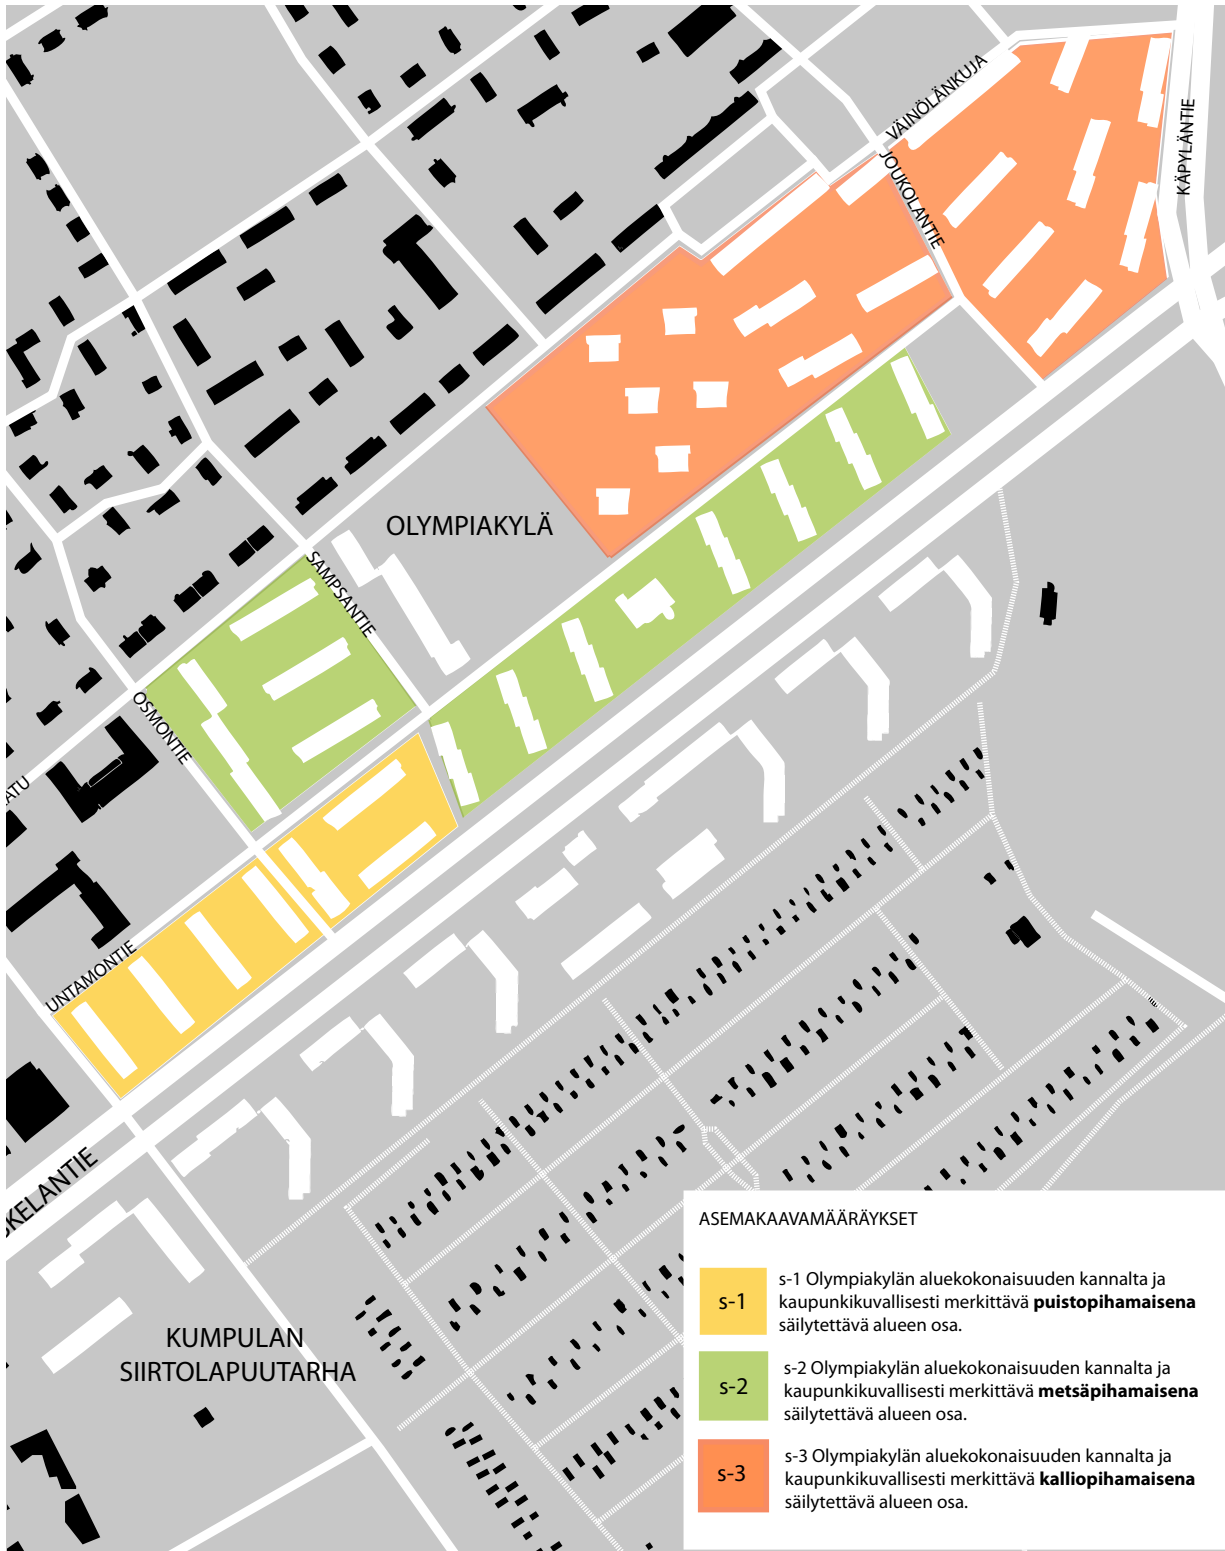 VÄINÖLÄNKUJA
JOUKOLANTIE
KÄPYLÄNTIE
OLYMPIAKYLÄ
SAMPSANTIE
OSMONTIE
ATU
UNTAMONTIE
KELANTIE
KUMPULAN
SIIRTOLAPUUTARHA
ASEMAKAAVAMÄÄRÄYKSET
s-1
s-1 Olympiakylän aluekokonaisuuden kannalta ja
kaupunkikuvallisesti merkittävä puistopihamaisena
säilytettävä alueen osa.
s-2
s-2 Olympiakylän aluekokonaisuuden kannalta ja
kaupunkikuvallisesti merkittävä metsäpihamaisena
säilytettävä alueen osa.
s-3
s-3 Olympiakylän aluekokonaisuuden kannalta ja
kaupunkikuvallisesti merkittävä kalliopihamaisena
säilytettävä alueen osa.